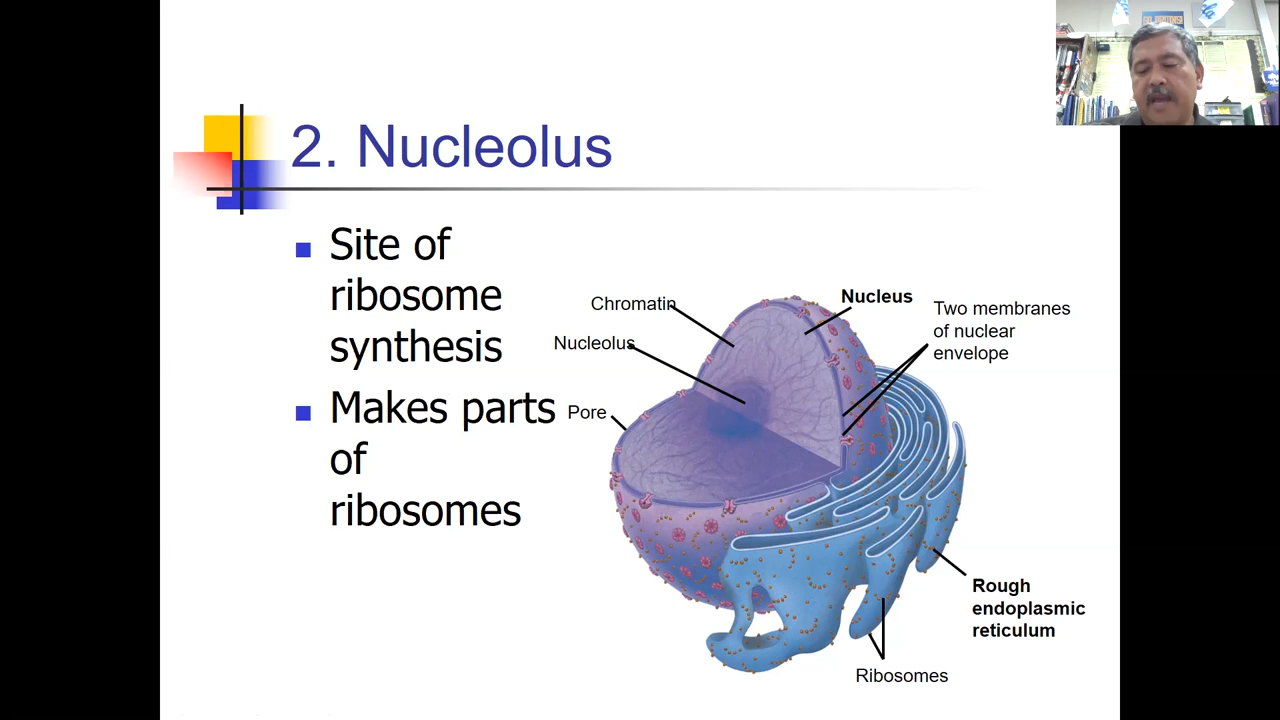 2. Nucleolus
Site of
ribosome
synthesis
Makes parts
of
ribosomes
Chromatin
Nucleolus
Pore
Nucleus
Two membranes
of nuclear
envelope
Rough
endoplasmic
reticulum
Ribosomes